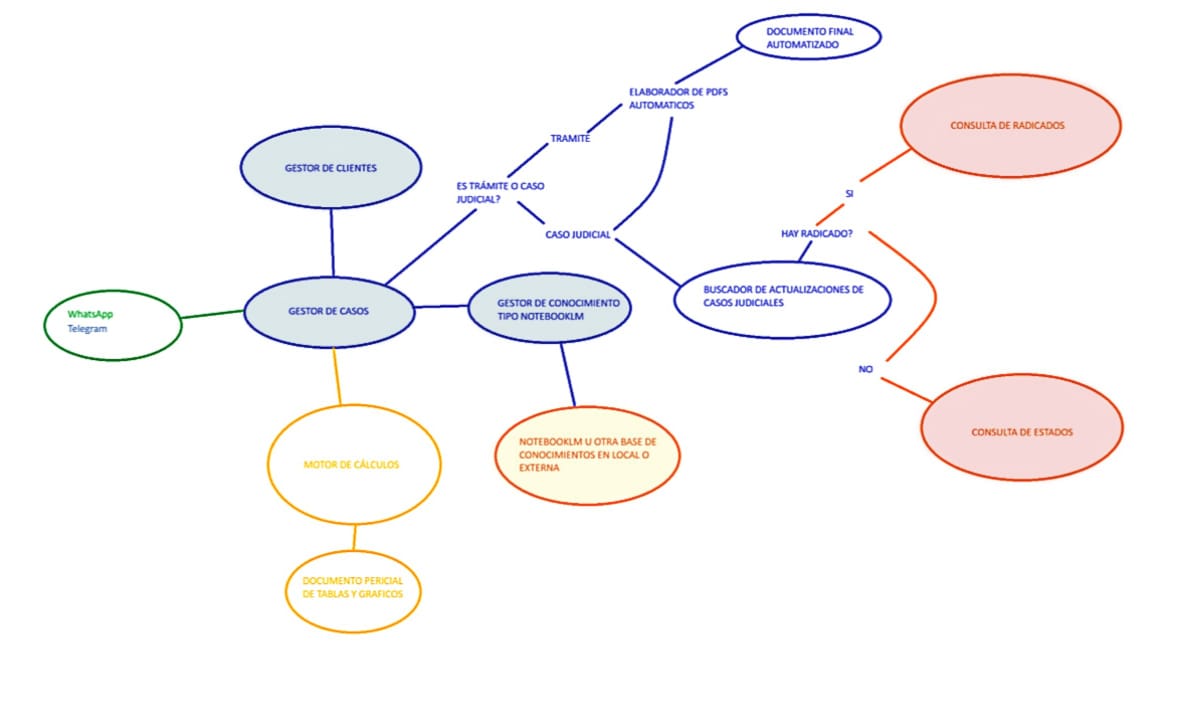 DOCUMENTO FINAL
AUTOMATIZADO
ELABORADOR DE PDFS
AUTOMATICOS
CONSULTA DE RADICADOS
TRAMITE
GESTOR DE CLIENTES
ES TRÁMITE O CASO
JUDICIAL?
SI
CASO JUDICIAL
HAY RADICADO?
BUSCADOR DE ACTUALIZACIONES DE
CASOS JUDICIALES
GESTOR DE CONOCIMIENTO
TIPO NOTEBOOKLM
GESTOR DE CASOS
WhatsApp
Telegram
NO
CONSULTA DE ESTADOS
NOTEBOOKLM U OTRA BASE DE
CONOCIMIENTOS EN LOCAL O
EXTERNA
MOTOR DE CÁLCULOS
DOCUMENTO PERICIAL
DE TABLAS Y GRAFICOS